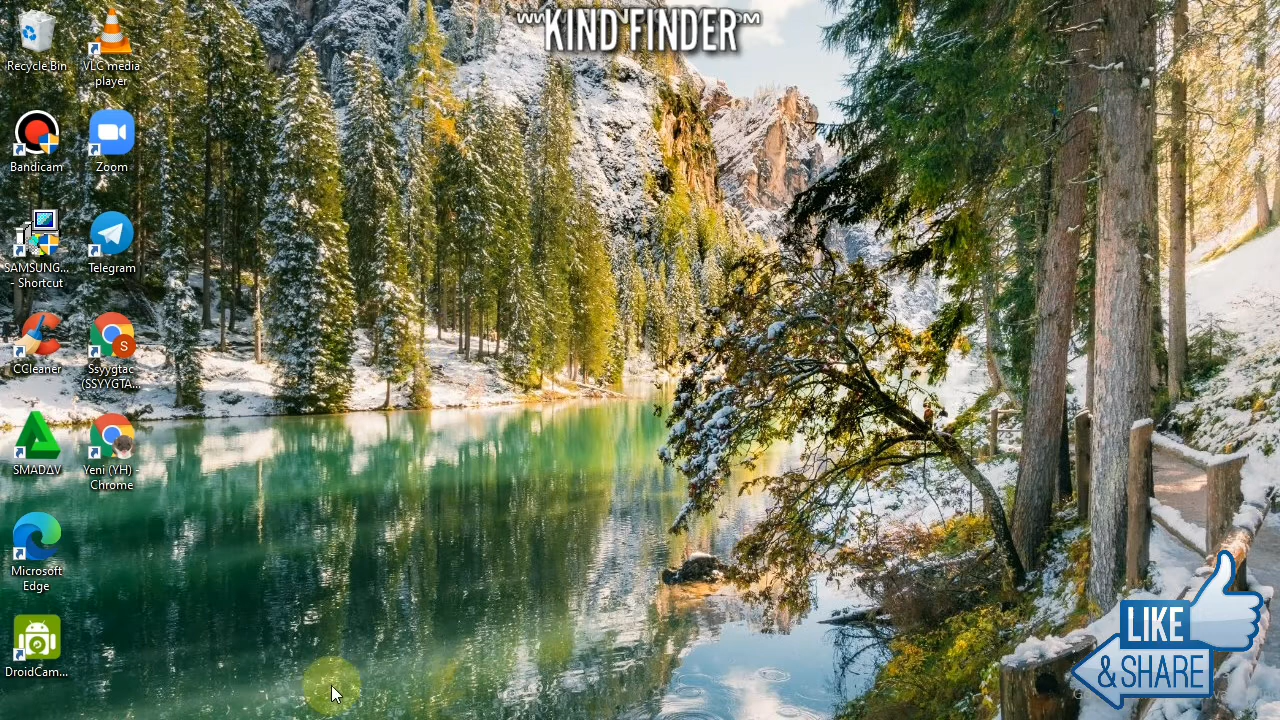 KIND FINDER
Recycle Bin
VLC media
player
Bandicam
Zoom
SAMSUNG...
- Shortcut
Telegram
CCleaner
Ssyygtac
(SSYYGTA...
SMADΔV
Yeni (YH) -
Chrome
Microsoft
Edge
DroidCam...
LIKE
& SHARE